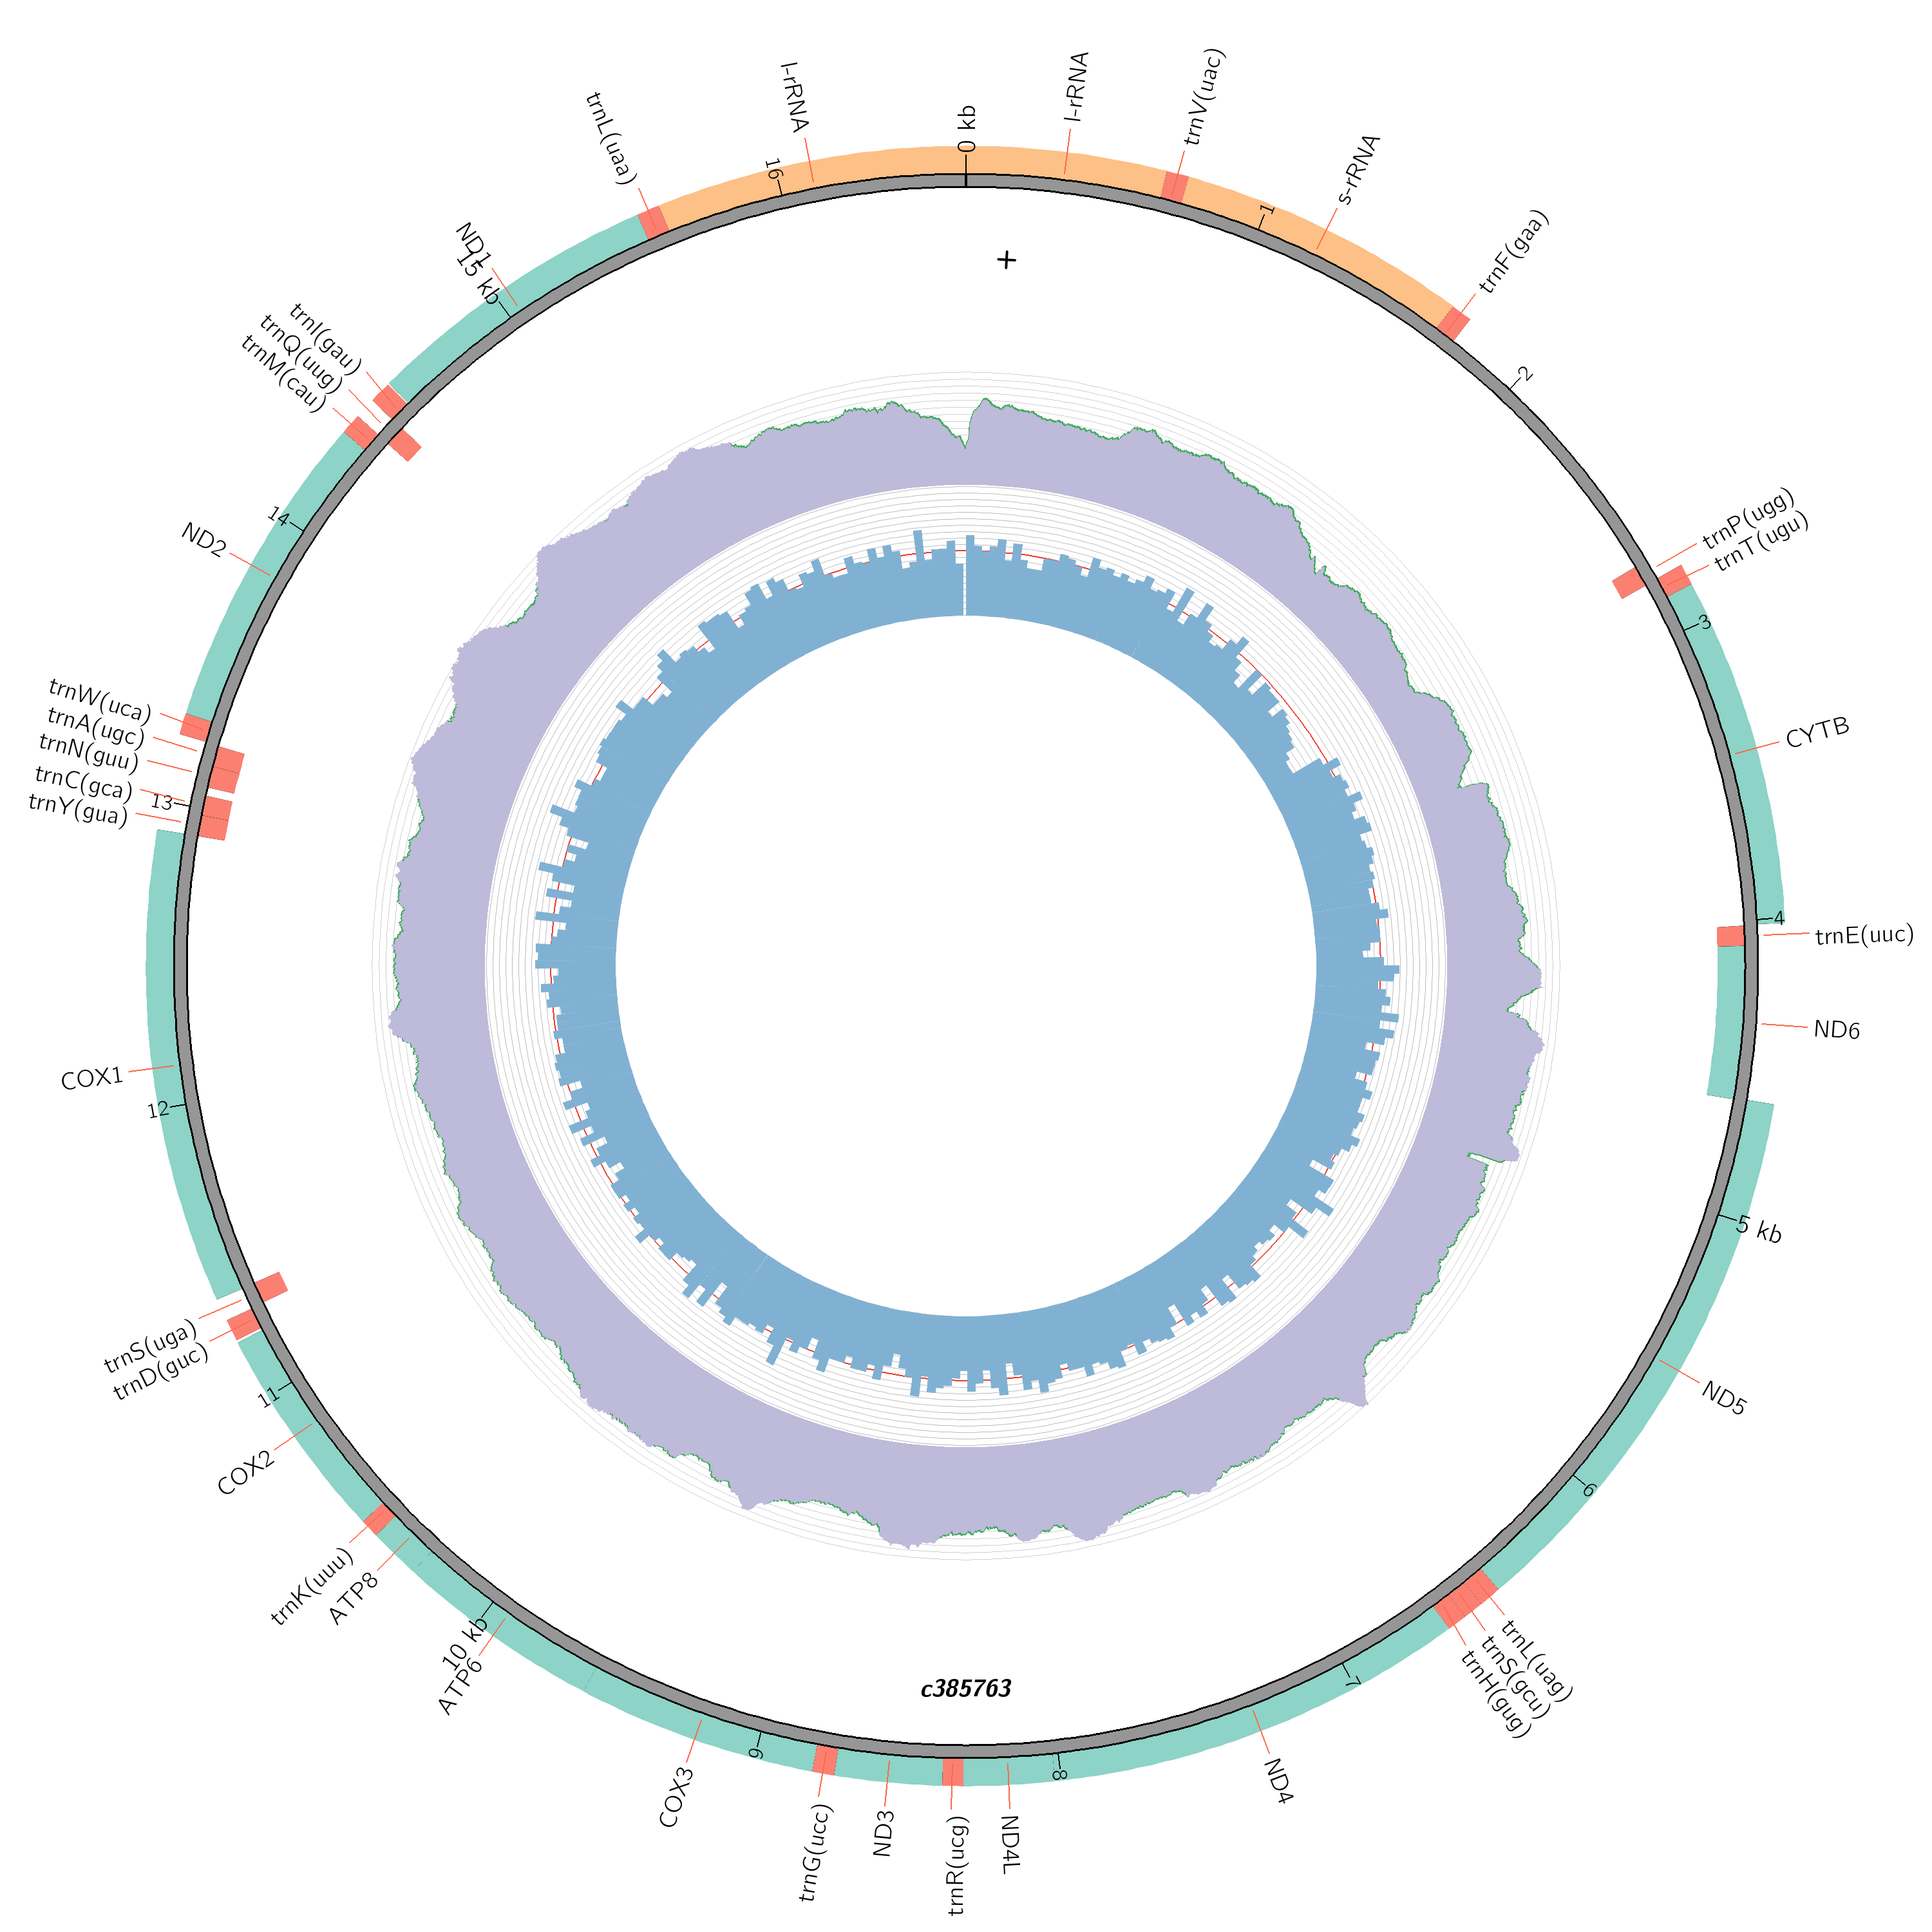 0 kb
l-rRNA
trnV(uac)
1
s-rRNA
trnF(gaa)
2
trnP(ugg)
trnT(ugu)
3
CYTB
4
trnE(uuc)
ND6
5 kb
ND5
6
trnL(uag)
trnS(gcu)
trnH(gug)
7
ND4
8
ND4L
trnR(ucg)
ND3
trnG(ucc)
9
COX3
ATP6
10 kb
ATP8
trnK(uuu)
COX2
11
trnD(guc)
trnS(uga)
12
COX1
trnY(gua)
13
trnC(gca)
trnN(guu)
trnA(ugc)
trnW(uca)
ND2
14
trnM(cau)
trnQ(uug)
trnI(gau)
15 kb
ND1
trnL(uaa)
16
l-rRNA
+
c385763